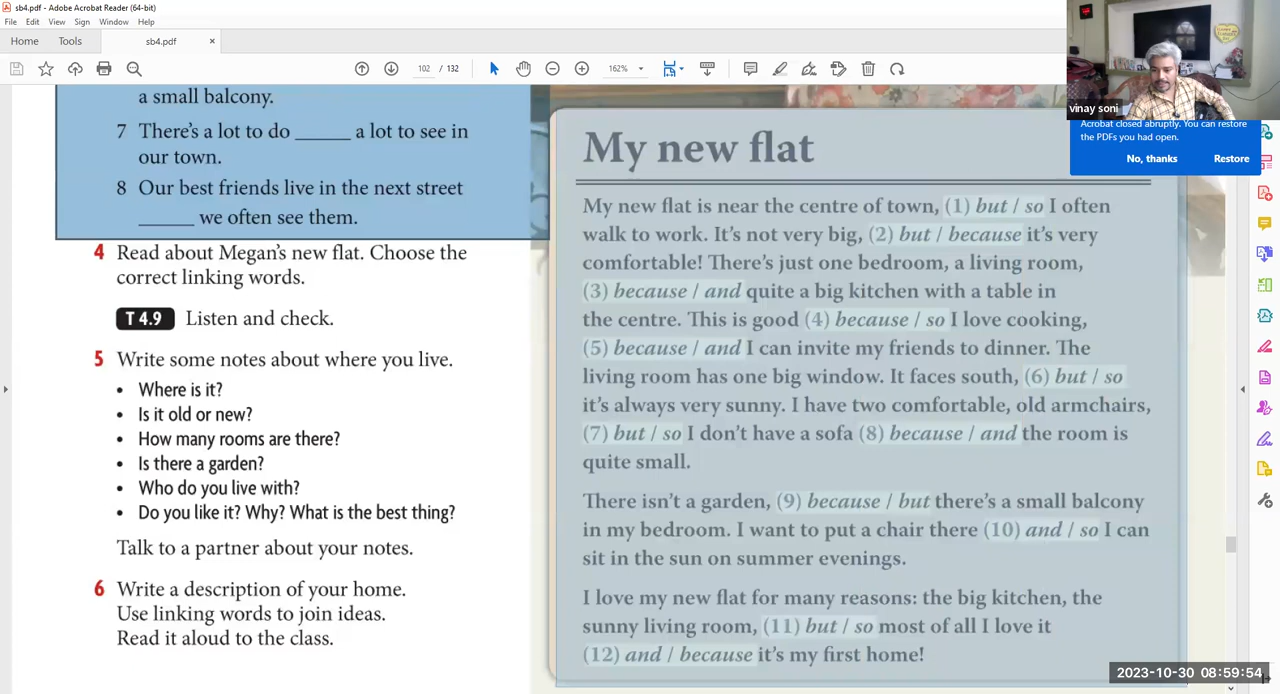 sb4.pdf - Adobe Acrobat Reader (64-bit)
File Edit View Sign Window Help
Home Tools sb4.pdf ×
102 / 132 162%
vinay soni
Acrobat closed abruptly. You can restore
the PDFs you had open.
No, thanks Restore
a small balcony.
7 There's a lot to do _____ a lot to see in
our town.
8 Our best friends live in the next street
_____ we often see them.
4 Read about Megan's new flat. Choose the
correct linking words.
T 4.9 Listen and check.
5 Write some notes about where you live.
• Where is it?
• Is it old or new?
• How many rooms are there?
• Is there a garden?
• Who do you live with?
• Do you like it? Why? What is the best thing?
Talk to a partner about your notes.
6 Write a description of your home.
Use linking words to join ideas.
Read it aloud to the class.
My new flat
My new flat is near the centre of town, (1) but / so I often
walk to work. It's not very big, (2) but / because it's very
comfortable! There's just one bedroom, a living room,
(3) because / and quite a big kitchen with a table in
the centre. This is good (4) because / so I love cooking,
(5) because / and I can invite my friends to dinner. The
living room has one big window. It faces south, (6) but / so
it's always very sunny. I have two comfortable, old armchairs,
(7) but / so I don't have a sofa (8) because / and the room is
quite small.
There isn't a garden, (9) because / but there's a small balcony
in my bedroom. I want to put a chair there (10) and / so I can
sit in the sun on summer evenings.
I love my new flat for many reasons: the big kitchen, the
sunny living room, (11) but / so most of all I love it
(12) and / because it's my first home!
2023-10-30 08:59:54